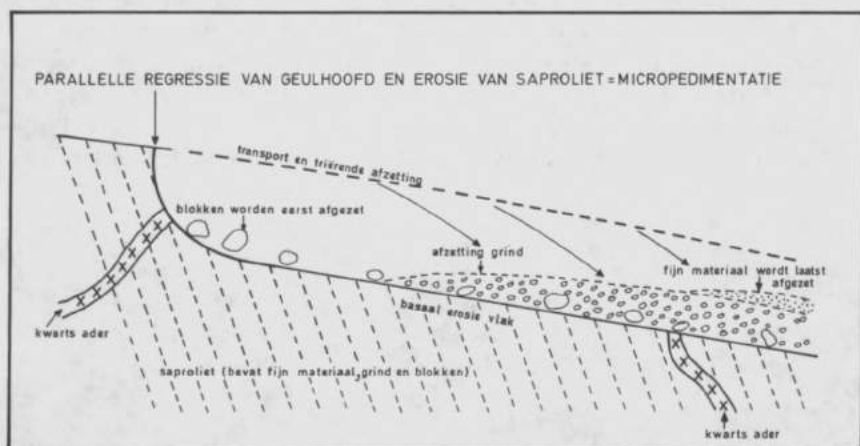 PARALLELLE REGRESSIE VAN GEULHOOFD EN EROSIE VAN SAPROLIET = MICROPEDIMENTATIE
transport en triërende afzetting
blokken worden eerst afgezet
afzetting grind
fijn materiaal wordt laatst
afgezet
basaal erosie vlak
kwarts ader
saproliet (bevat fijn materiaal, grind en blokken)
kwarts ader